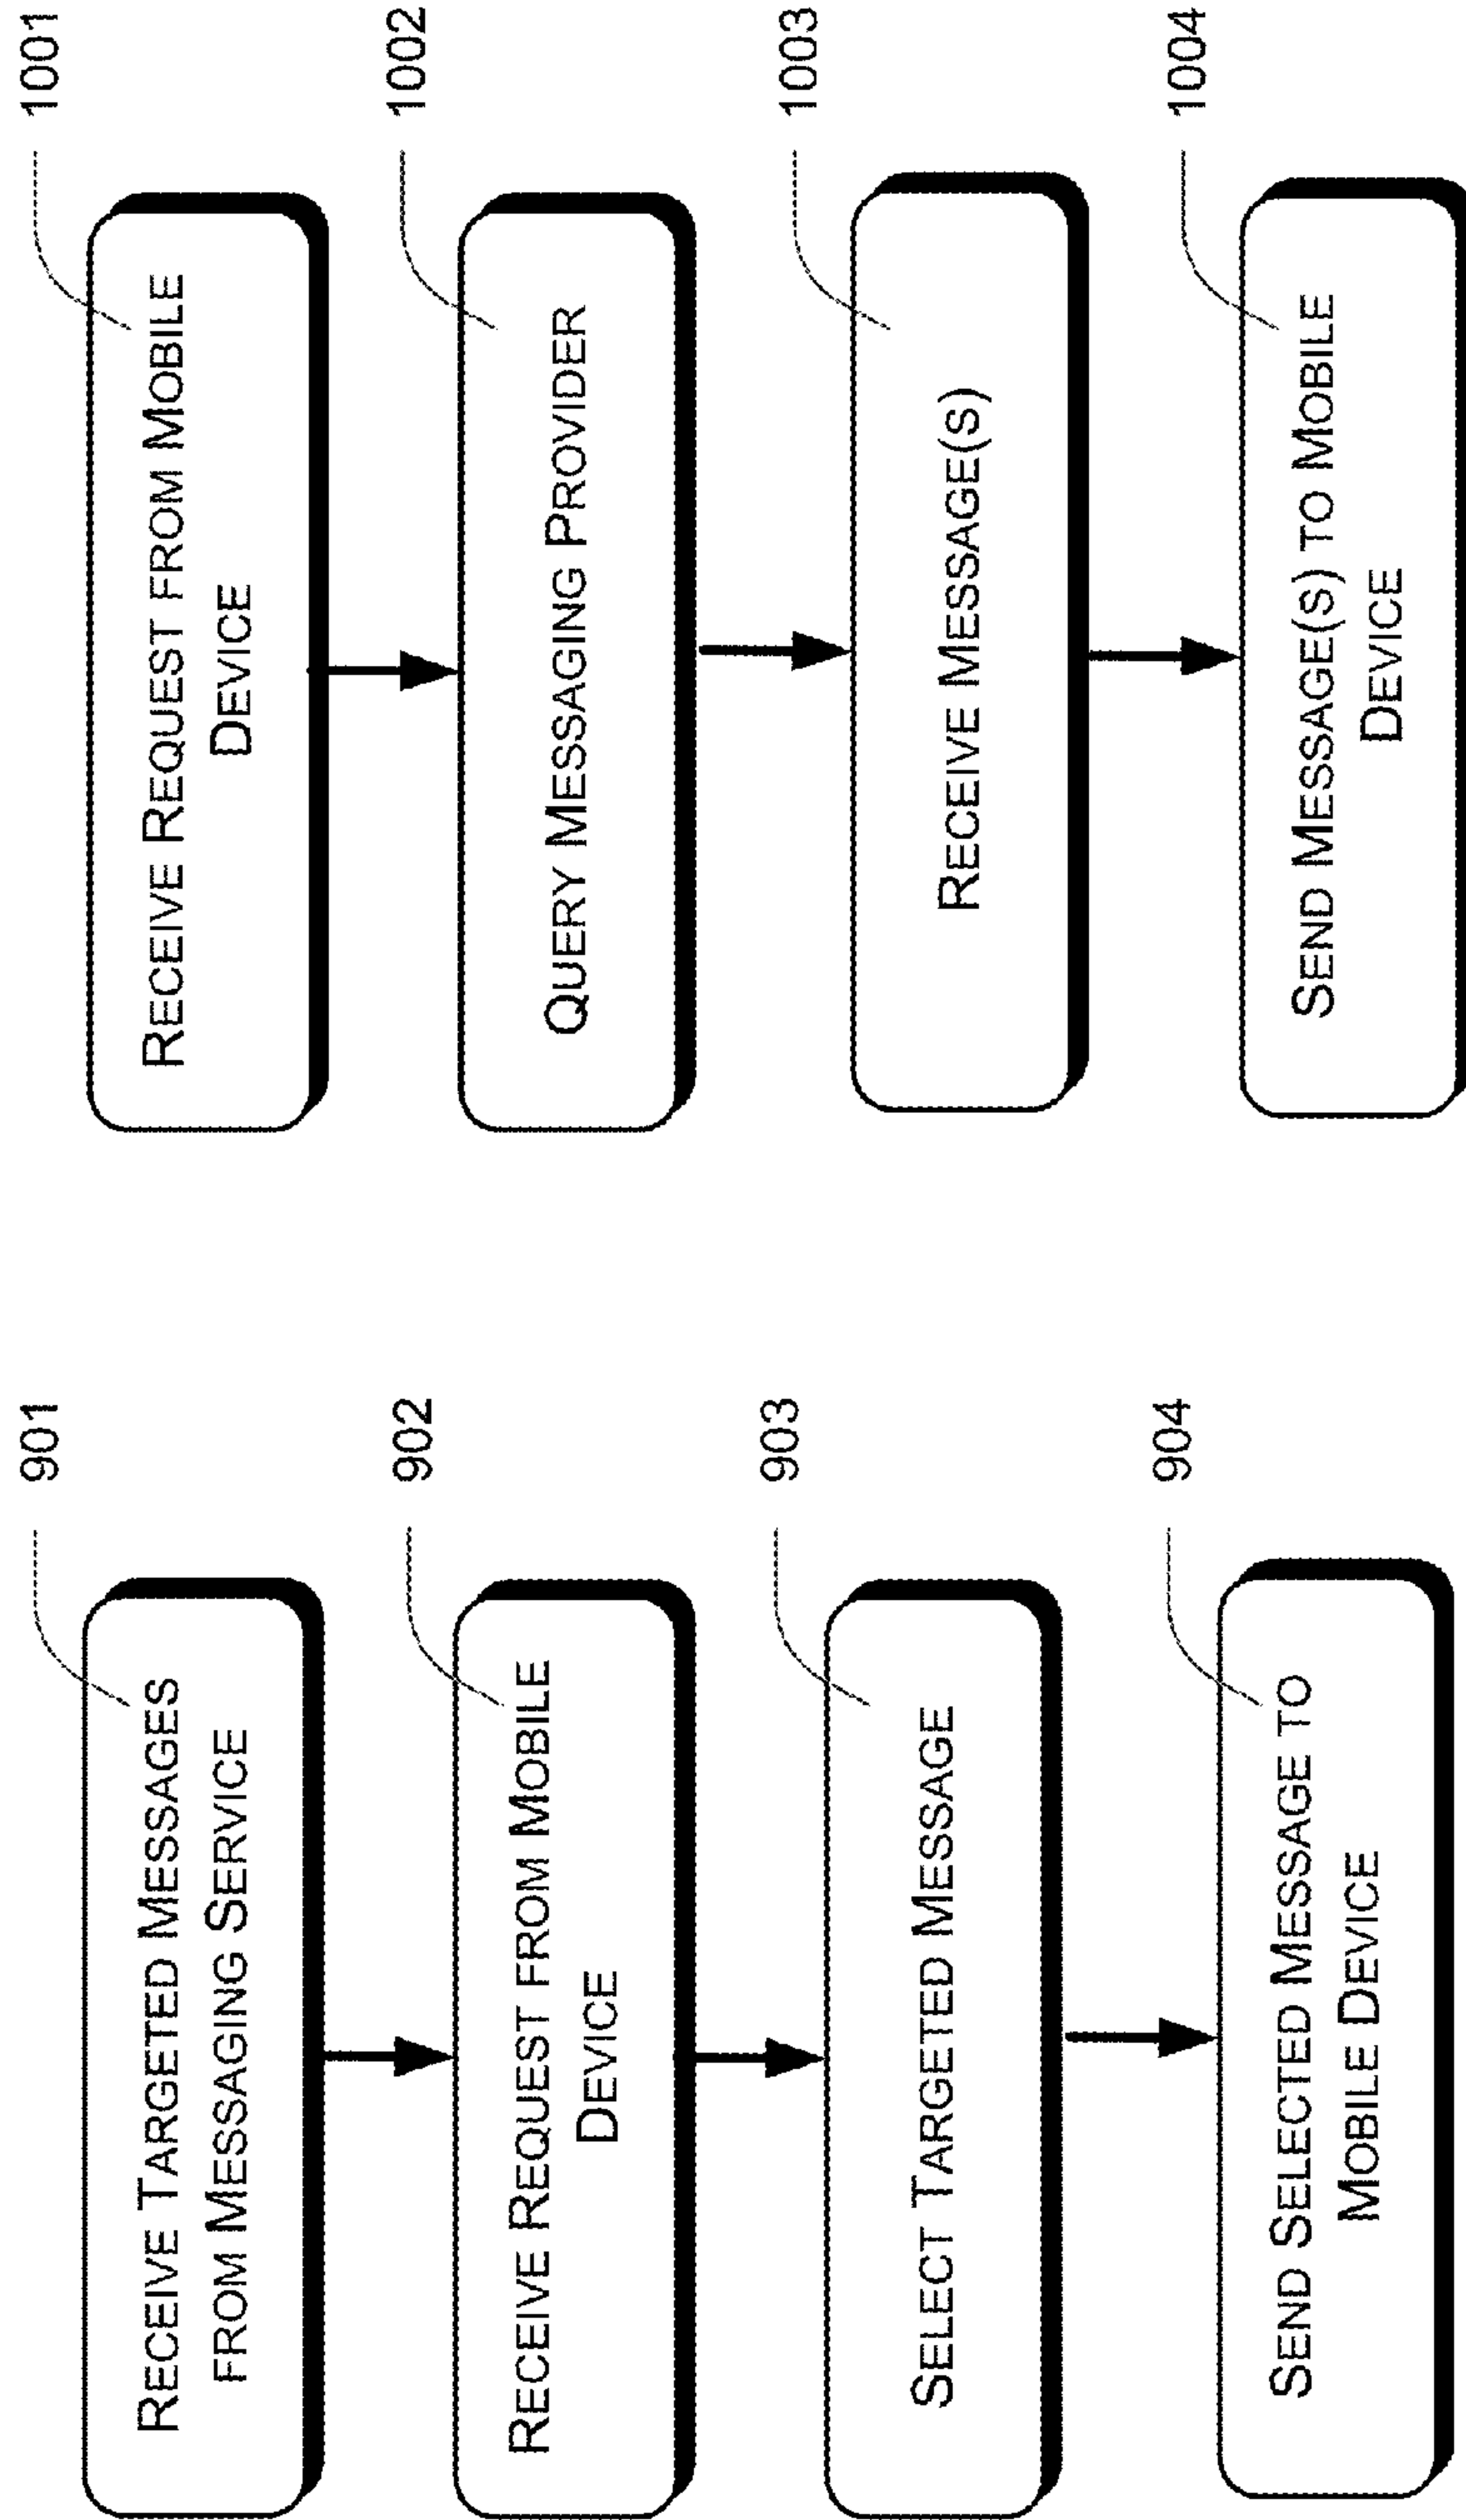 901
RECEIVE TARGETED MESSAGES
FROM MESSAGING SERVICE
902
RECEIVE REQUEST FROM MOBILE
DEVICE
903
SELECT TARGETED MESSAGE
904
SEND SELECTED MESSAGE TO
MOBILE DEVICE
1001
RECEIVE REQUEST FROM MOBILE
DEVICE
1002
QUERY MESSAGING PROVIDER
1003
RECEIVE MESSAGE(S)
1004
SEND MESSAGE(S) TO MOBILE
DEVICE